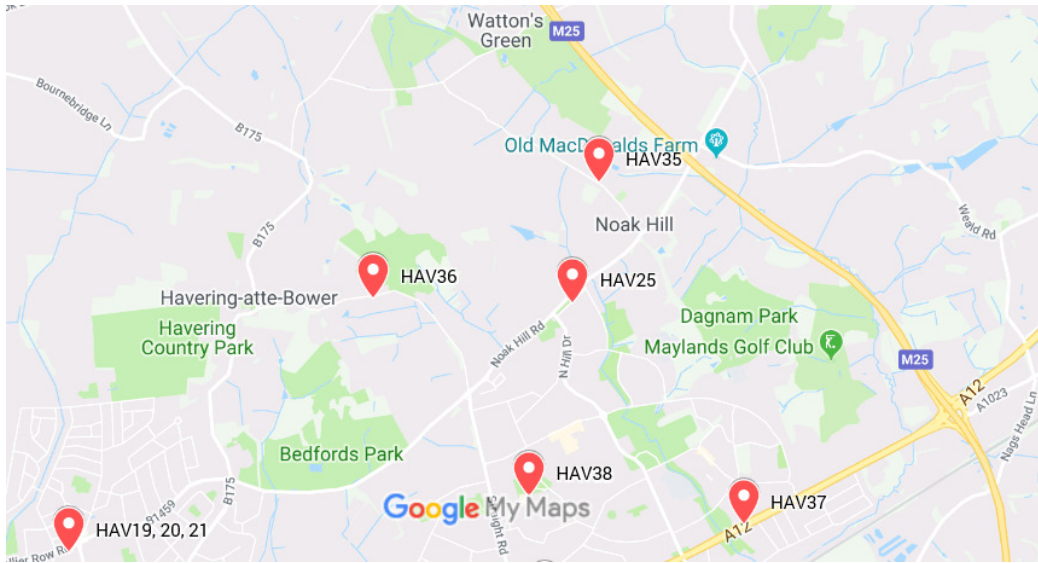 Watton's
Green
M25
Bournebridge Ln
B175
Old MacDonalds Farm
HAV35
Noak Hill
Weald Rd
B175
HAV36
HAV25
Havering-atte-Bower
Havering
Country Park
Dagnam Park
Maylands Golf Club
Noak Hill Rd
N Hill Dr
M25
A12
A1023
Nags Head Ln
Bedfords Park
B175
HAV38
Google My Maps
HAV37
A12
B1459
HAV19, 20, 21